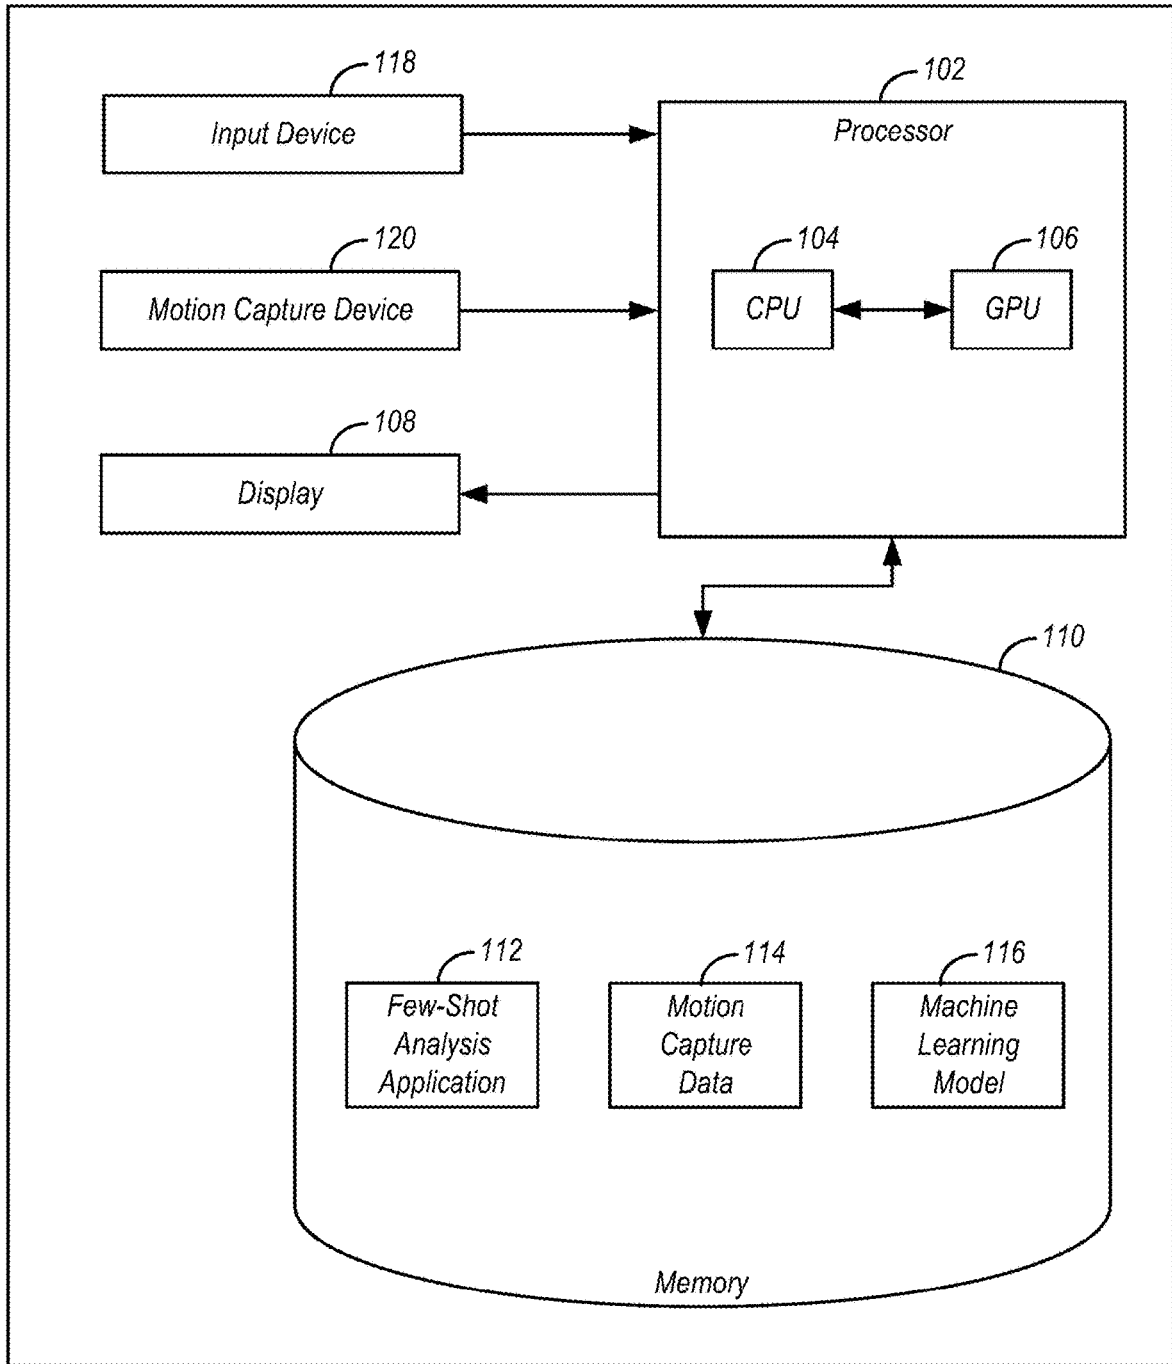 118
Input Device
102
Processor
120
Motion Capture Device
104
CPU
106
GPU
108
Display
110
112
Few-Shot
Analysis
Application
114
Motion
Capture
Data
116
Machine
Learning
Model
Memory